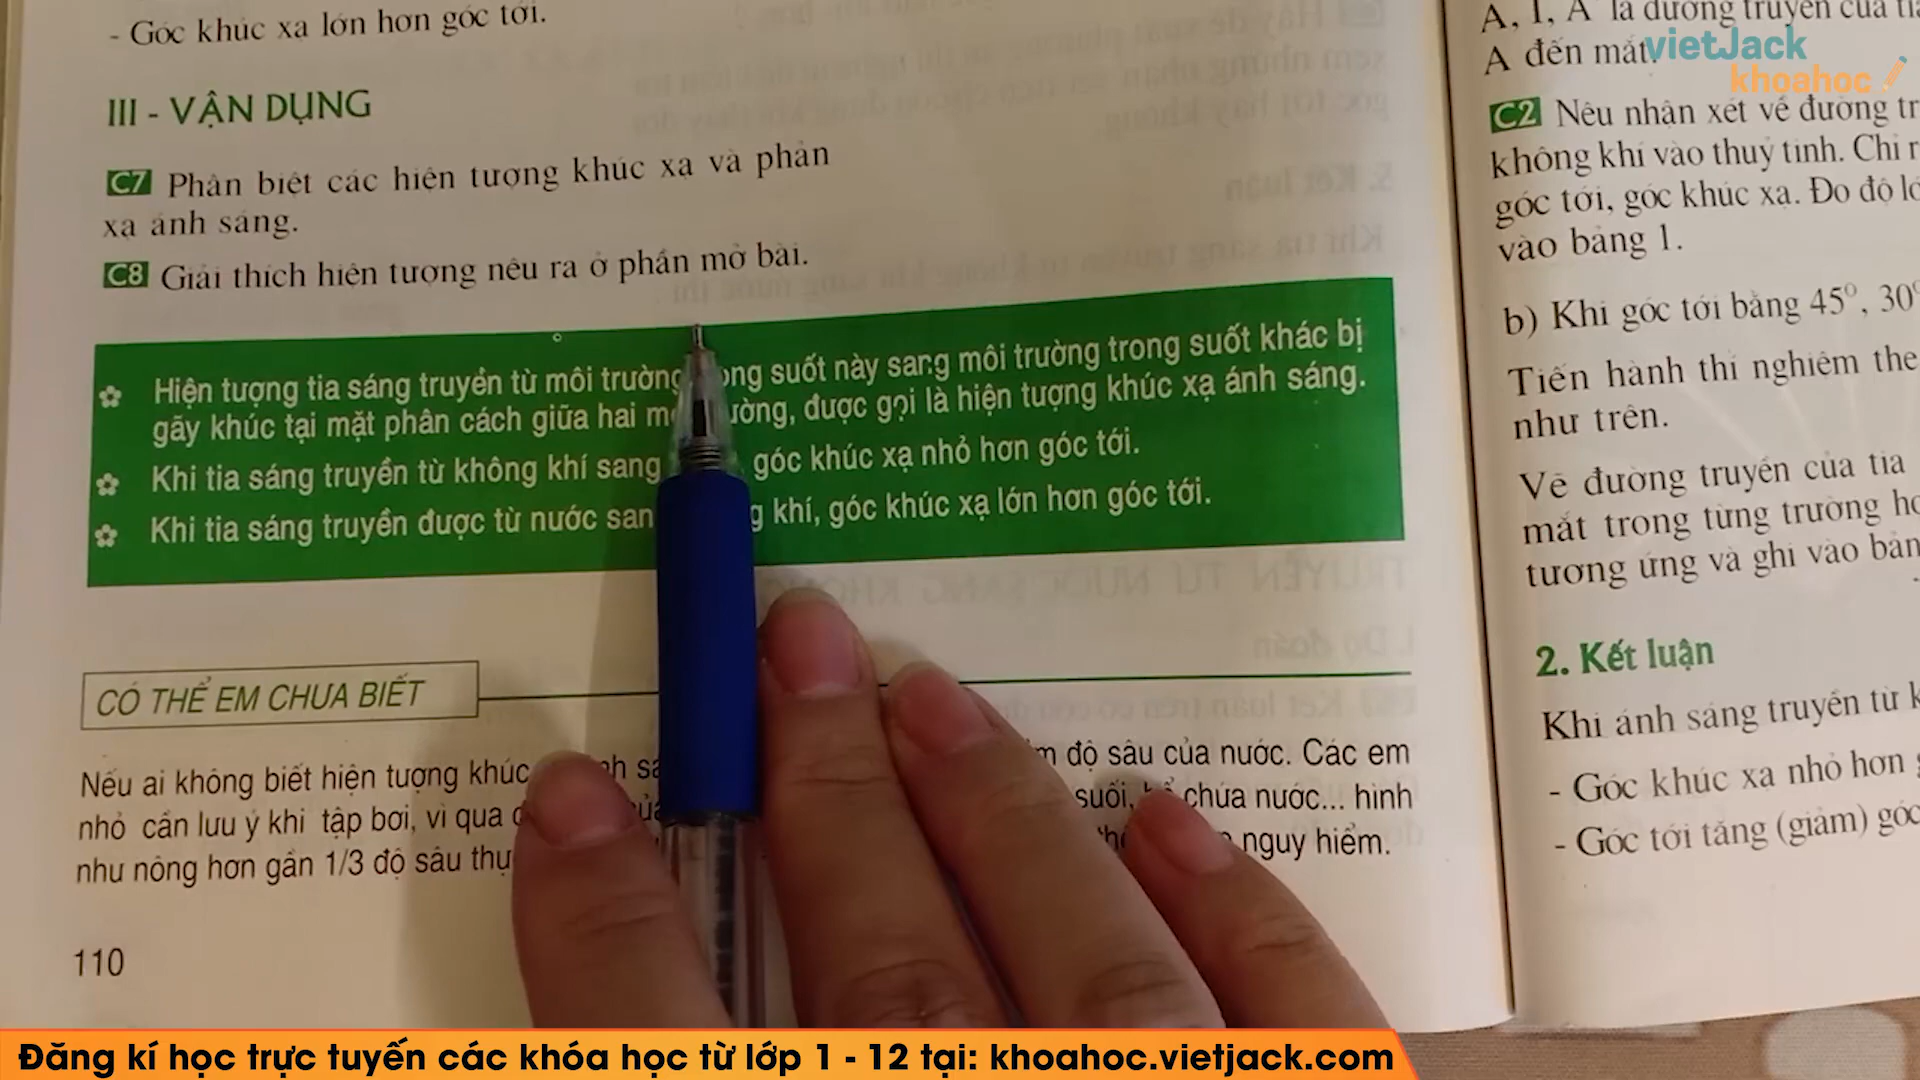 - Góc khúc xạ lớn hơn góc tới.
III - VẬN DỤNG
C7 Phân biệt các hiện tượng khúc xạ và phản
xạ ánh sáng.
C8 Giải thích hiện tượng nêu ra ở phần mở bài.
Hiện tượng tia sáng truyền từ môi trường suốt này sang môi trường trong suốt khác bị
gãy khúc tại mặt phân cách giữa hai được gọi là hiện tượng khúc xạ ánh sáng.
Khi tia sáng truyền từ không khí sang góc khúc xạ nhỏ hơn góc tới.
Khi tia sáng truyền được từ nước khí, góc khúc xạ lớn hơn góc tới.
CÓ THỂ EM CHƯA BIẾT
Nếu ai không biết hiện tượng khúc độ sâu của nước. Các em
nhỏ cần lưu ý khi tập bơi, vì qua suối, chứa nước... hình
như nông hơn gần 1/3 độ sâu nguy hiểm.
110
A, I, A' là đường truyền của
A đến mắt.
C2 Nêu nhận xét về đường
không khí vào thuỷ tinh. Chỉ
góc tới, góc khúc xạ. Đo độ
vào bảng 1.
b) Khi góc tới bằng 45°, 30°
Tiến hành thí nghiệm
như trên.
Vẽ đường truyền của tia
mắt trong từng trường
tương ứng và ghi vào
2. Kết luận
Khi ánh sáng truyền từ
- Góc khúc xạ nhỏ hơn
- Góc tới tăng (giảm) góc
vietJack
khoahoc
Đăng kí học trực tuyến các khóa học từ lớp 1 - 12 tại: khoahoc.vietjack.com